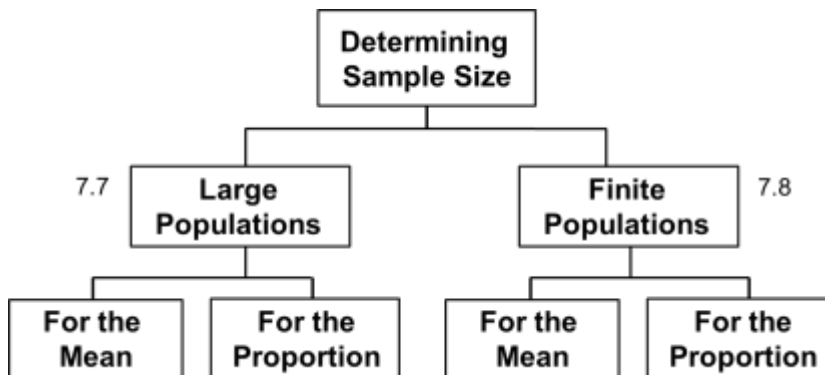 Determining
Sample Size
7.7
Large
Populations
Finite
Populations
7.8
For the
Mean
For the
Proportion
For the
Mean
For the
Proportion